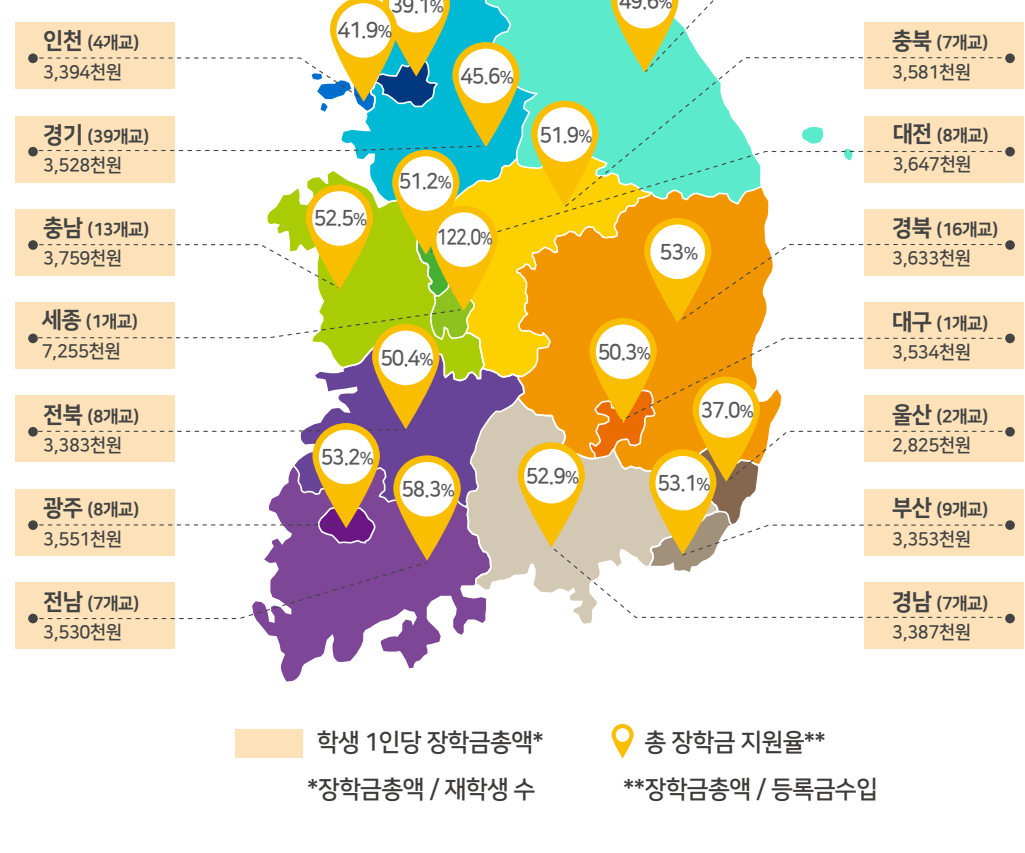 39.1%
49.6%
41.9%
45.6%
51.9%
51.2%
52.5%
122.0%
53%
50.4%
50.3%
37.0%
53.2%
58.3%
52.9%
53.1%
인천 (4개교)
3,394천원
경기 (39개교)
3,528천원
충남 (13개교)
3,759천원
세종 (1개교)
7,255천원
전북 (8개교)
3,383천원
광주 (8개교)
3,551천원
전남 (7개교)
3,530천원
충북 (7개교)
3,581천원
대전 (8개교)
3,647천원
경북 (16개교)
3,633천원
대구 (1개교)
3,534천원
울산 (2개교)
2,825천원
부산 (9개교)
3,353천원
경남 (7개교)
3,387천원
학생 1인당 장학금총액*
총 장학금 지원율**
*장학금총액 / 재학생 수
**장학금총액 / 등록금수입